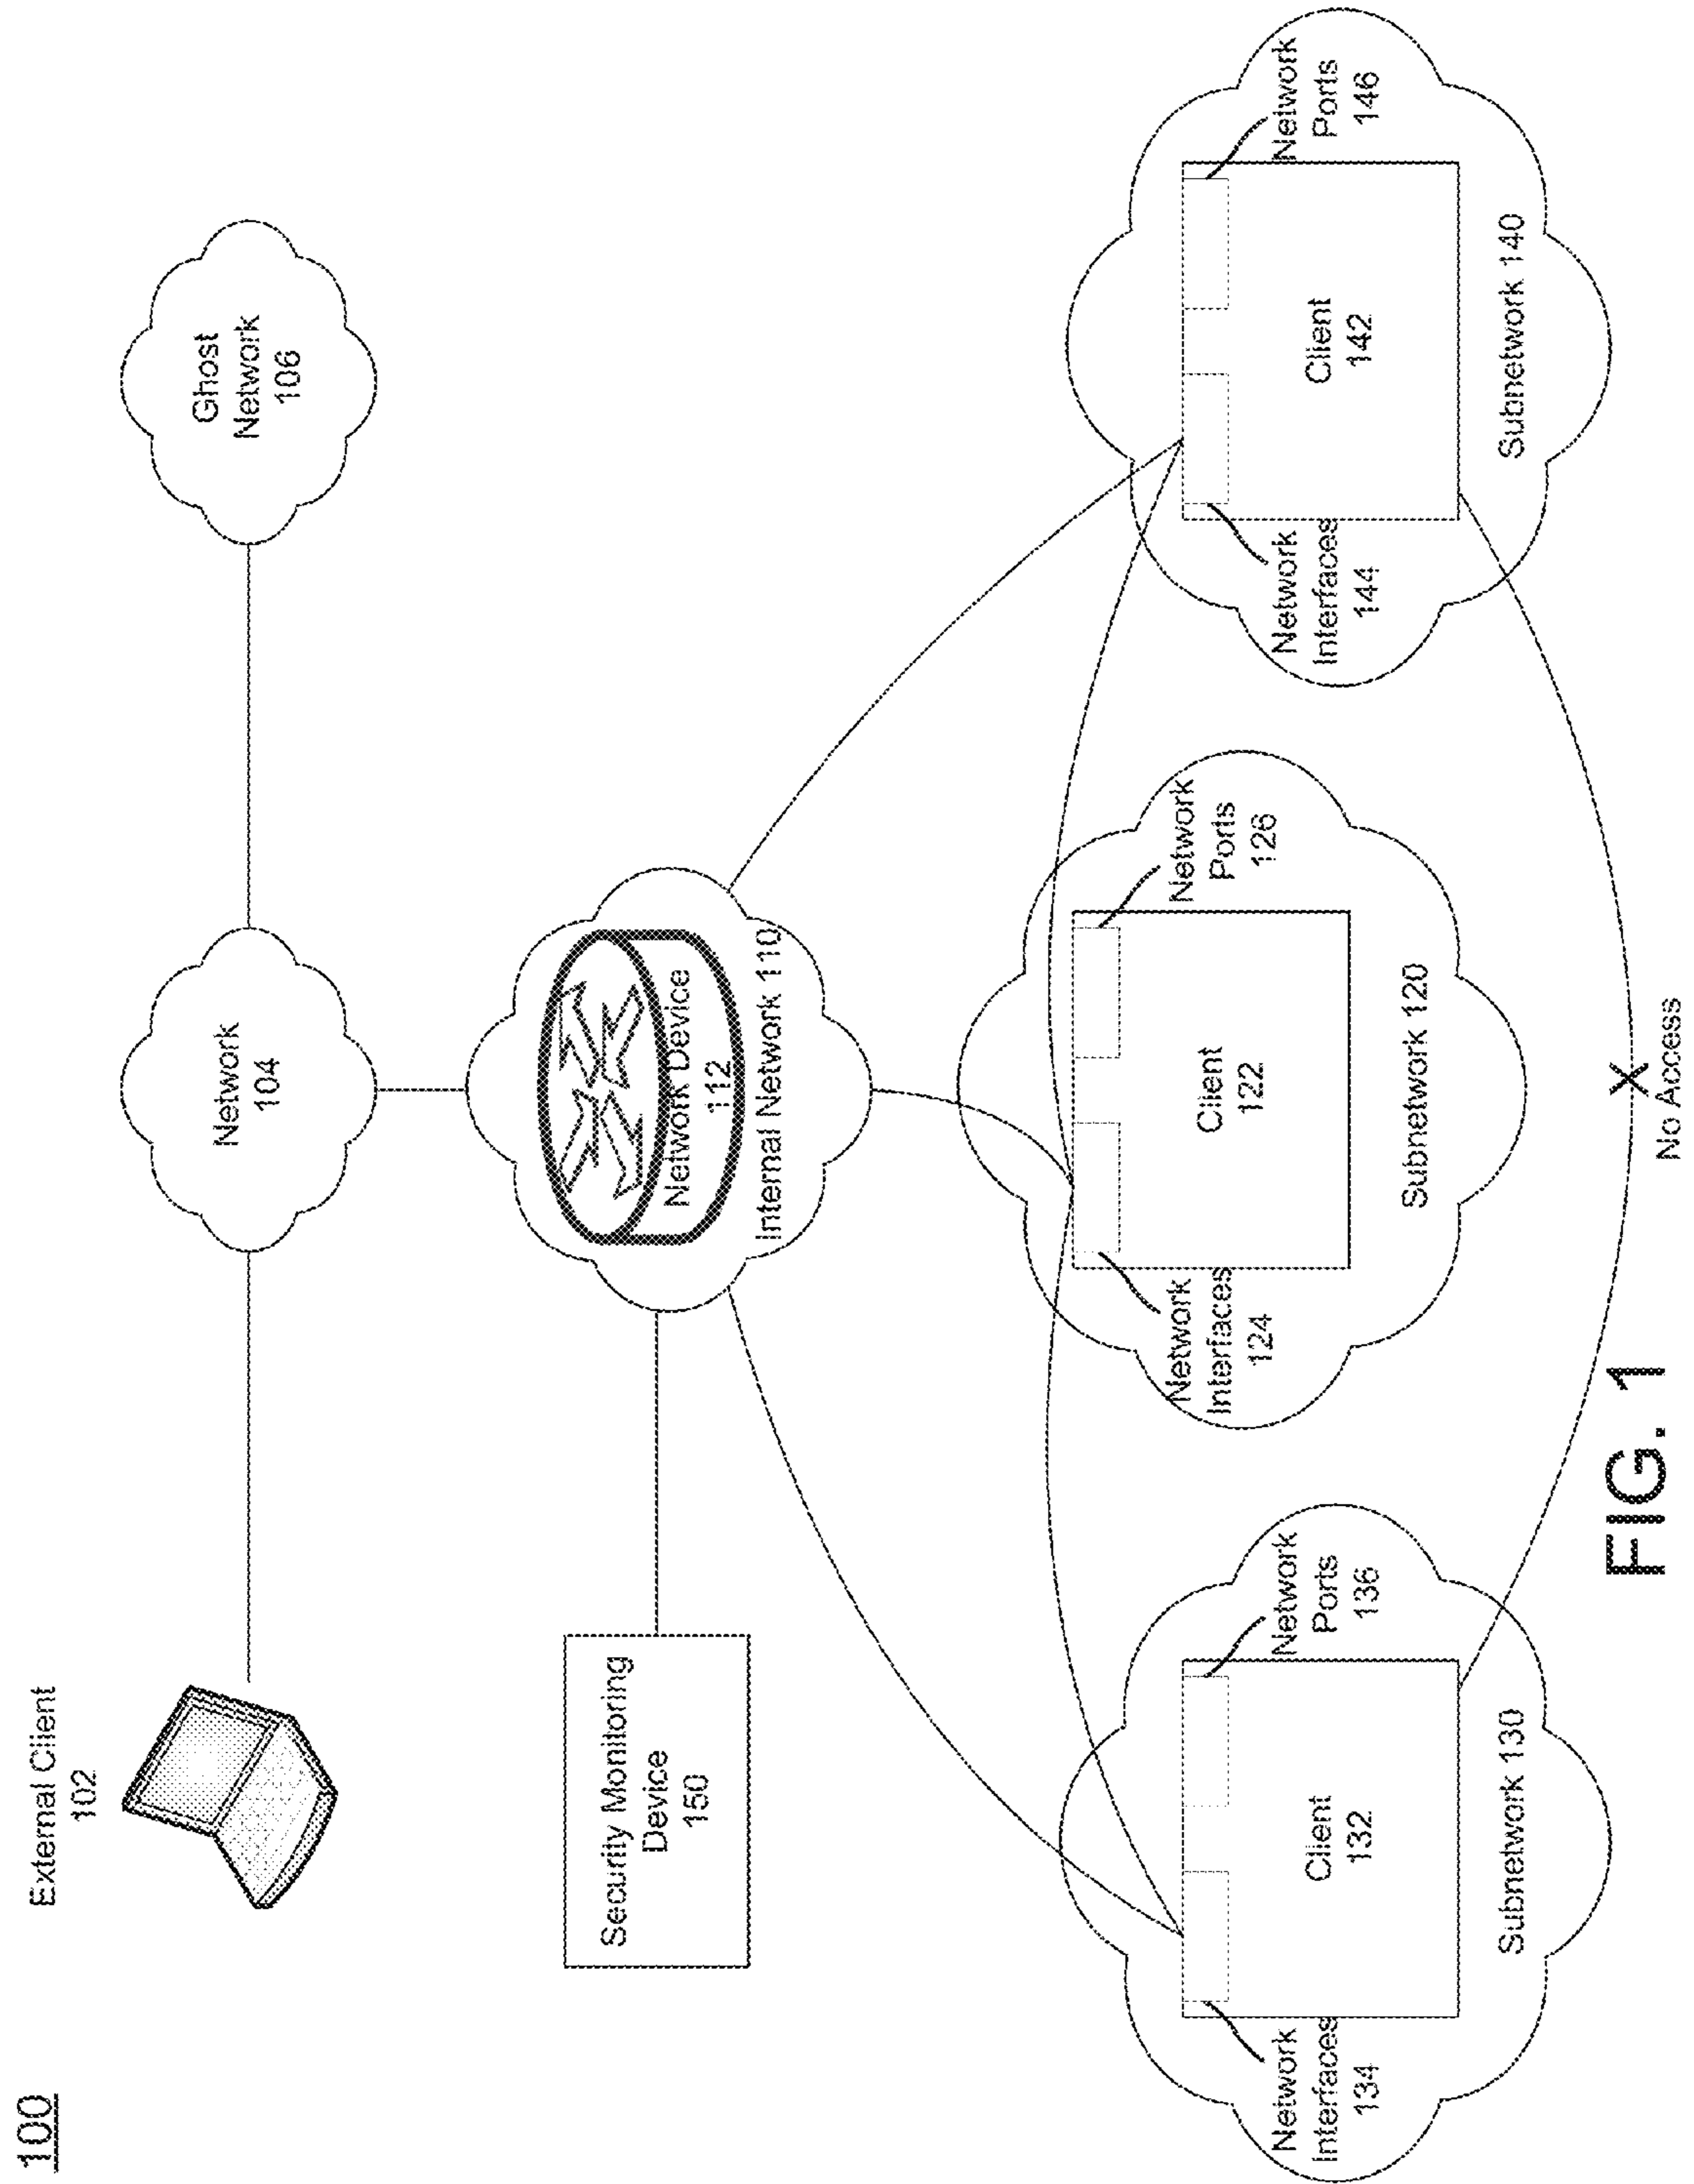 100
External Client
102
Network
104
Ghost
Network
106
Security Monitoring
Device
150
Network Device
112
Internal Network 110
Network
Interfaces
134
Client
132
Network
Ports
136
Subnetwork 130
Network
Interfaces
124
Client
122
Network
Ports
126
Subnetwork 120
Network
Interfaces
144
Client
142
Network
Ports
146
Subnetwork 140
X
No Access
FIG. 1